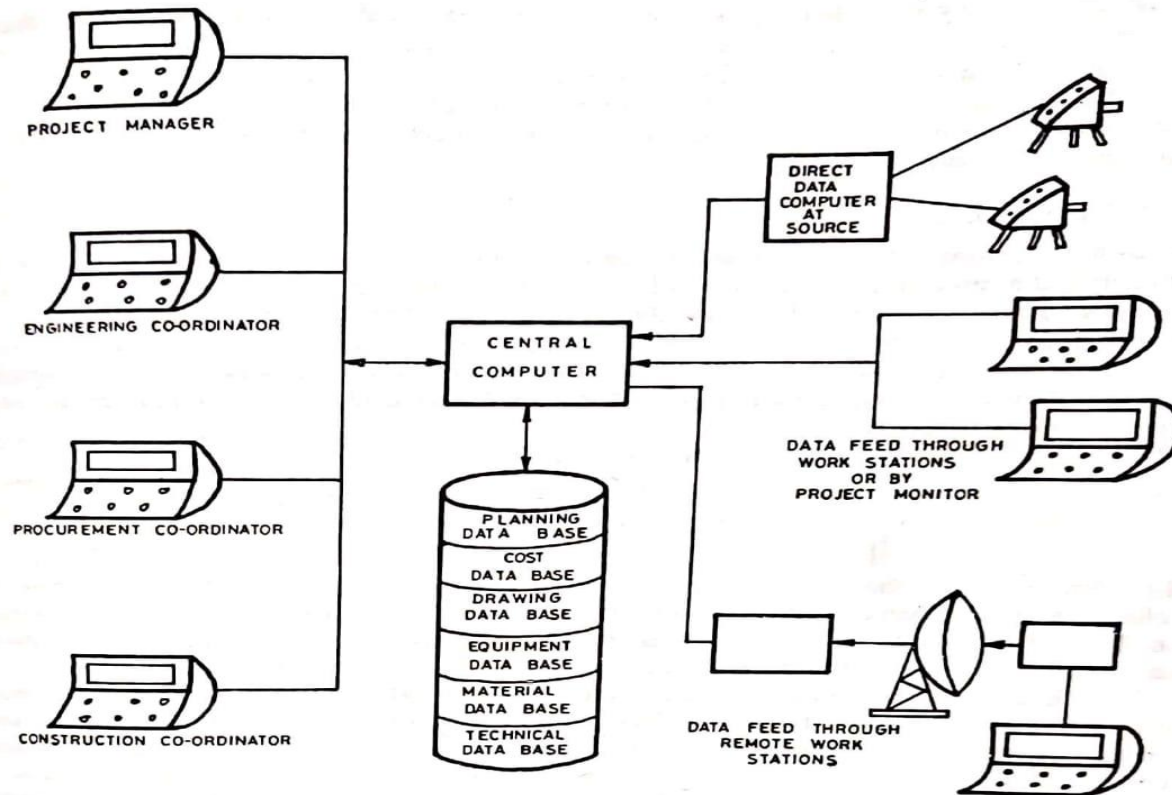 PROJECT MANAGER
ENGINEERING CO-ORDINATOR
PROCUREMENT CO-ORDINATOR
CONSTRUCTION CO-ORDINATOR
CENTRAL
COMPUTER
PLANNING
DATA BASE
COST
DATA BASE
DRAWING
DATA BASE
EQUIPMENT
DATA BASE
MATERIAL
DATA BASE
TECHNICAL
DATA BASE
DIRECT
DATA
COMPUTER
AT
SOURCE
DATA FEED THROUGH
WORK STATIONS
OR BY
PROJECT MONITOR
DATA FEED THROUGH
REMOTE WORK
STATIONS